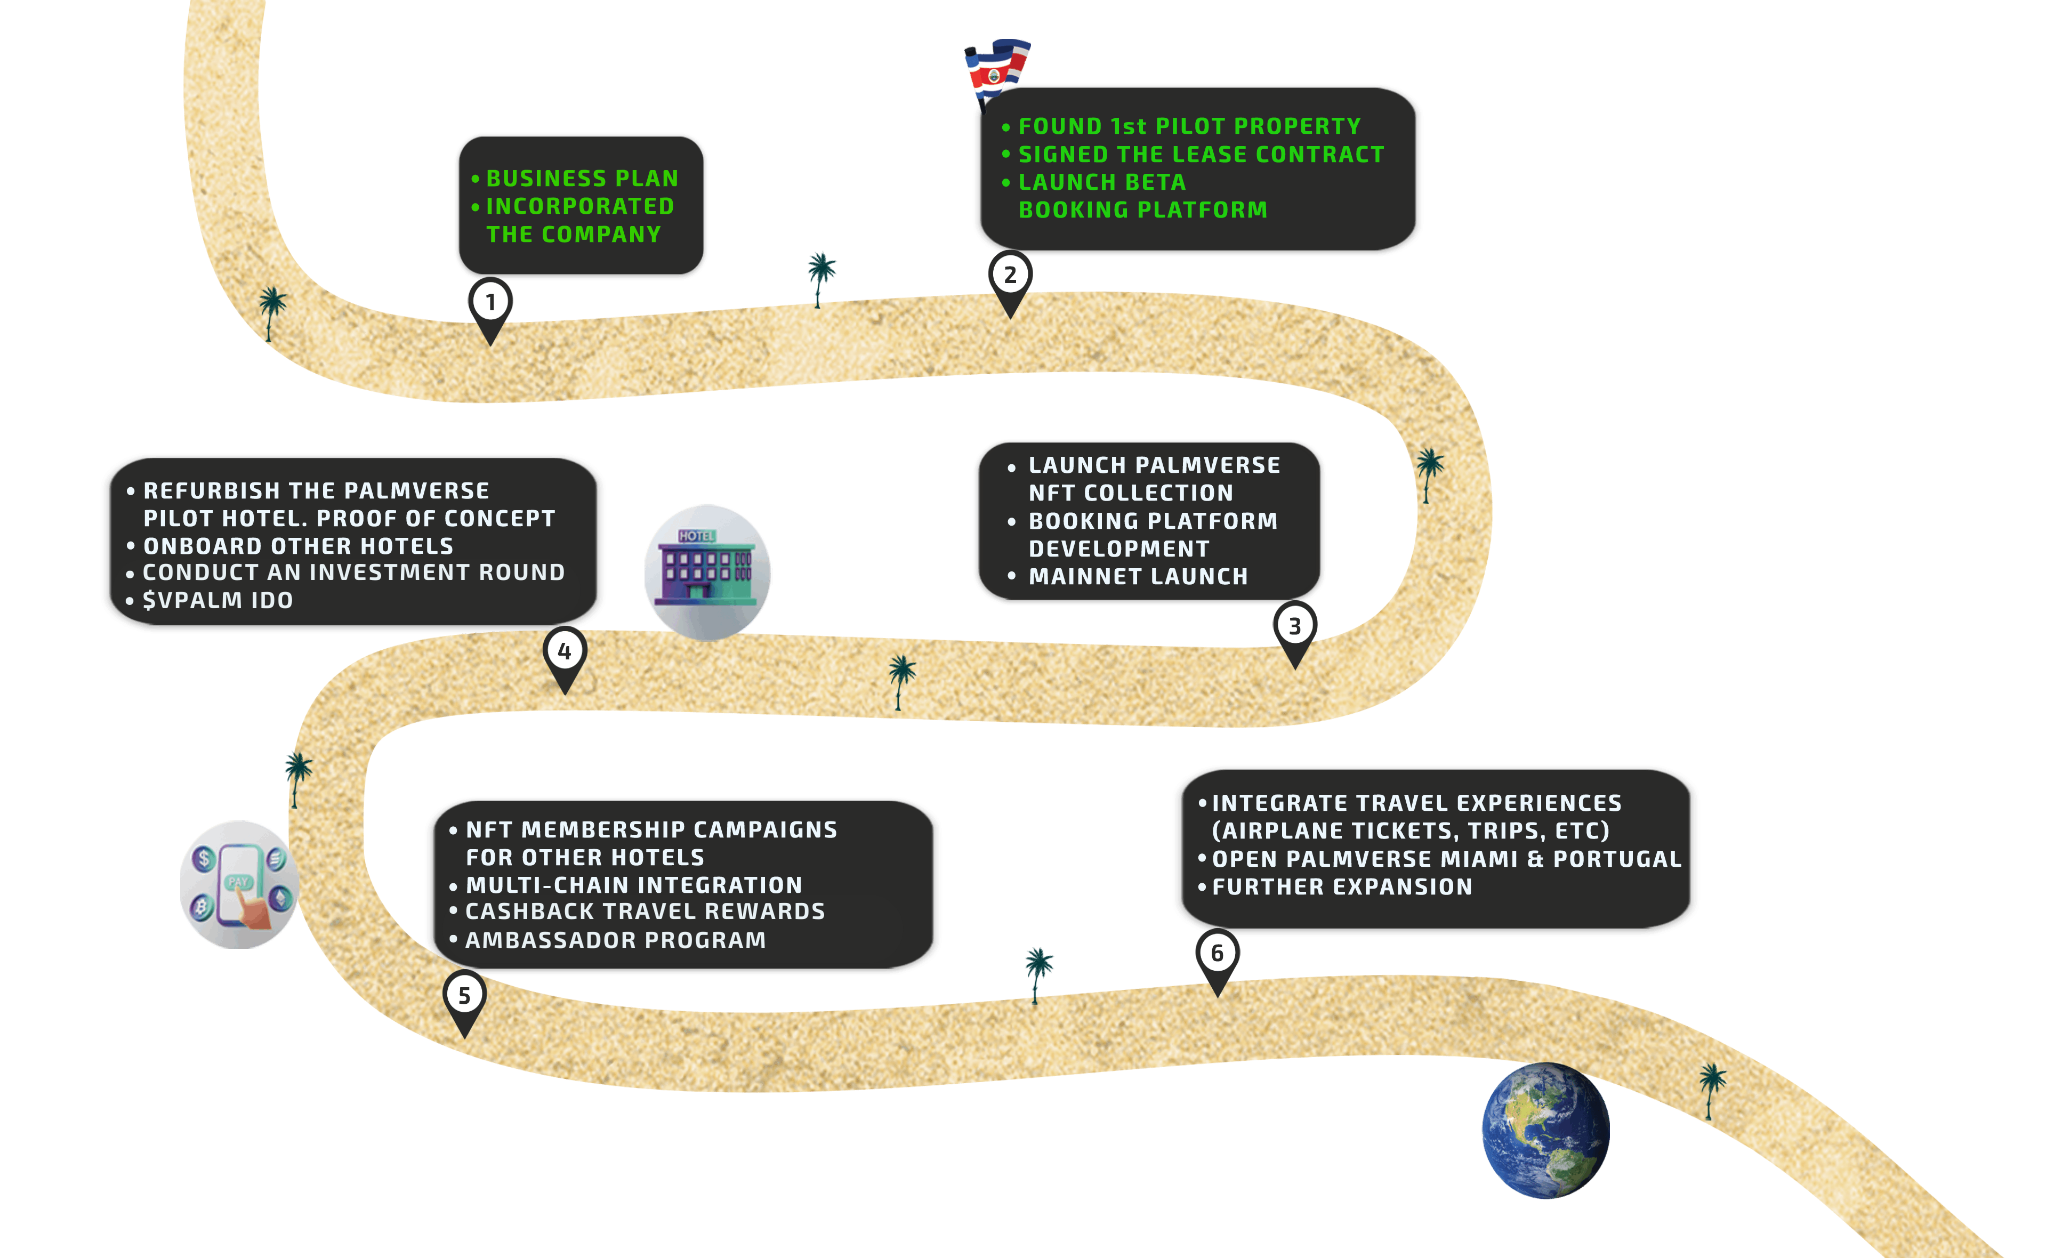 • BUSINESS PLAN
• INCORPORATED
THE COMPANY
1
• FOUND 1st PILOT PROPERTY
• SIGNED THE LEASE CONTRACT
• LAUNCH BETA
BOOKING PLATFORM
2
• LAUNCH PALMVERSE
NFT COLLECTION
• BOOKING PLATFORM
DEVELOPMENT
• MAINNET LAUNCH
3
• REFURBISH THE PALMVERSE
PILOT HOTEL. PROOF OF CONCEPT
• ONBOARD OTHER HOTELS
• CONDUCT AN INVESTMENT ROUND
• $VPALM IDO
4
HOTEL
$
PAY
₿
• NFT MEMBERSHIP CAMPAIGNS
FOR OTHER HOTELS
• MULTI-CHAIN INTEGRATION
• CASHBACK TRAVEL REWARDS
• AMBASSADOR PROGRAM
5
• INTEGRATE TRAVEL EXPERIENCES
(AIRPLANE TICKETS, TRIPS, ETC)
• OPEN PALMVERSE MIAMI & PORTUGAL
• FURTHER EXPANSION
6